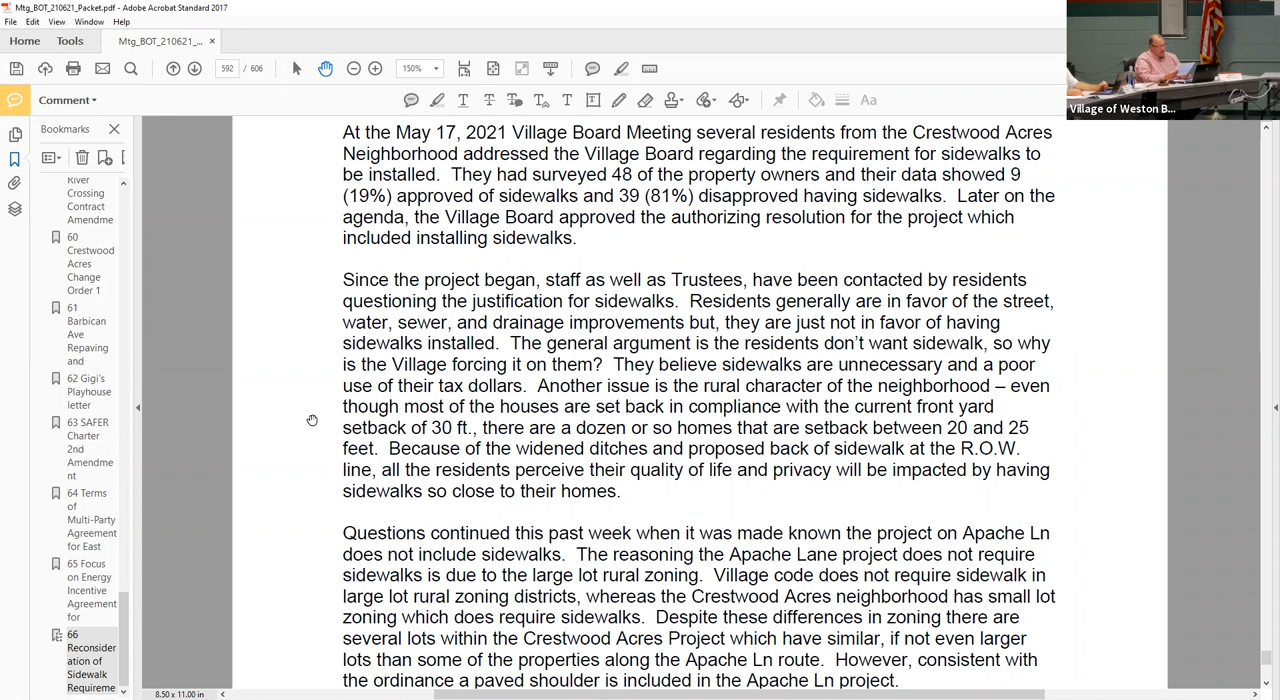 Mtg_BOT_210621_Packet.pdf - Adobe Acrobat Standard 2017
File Edit View Window Help
Home Tools Mtg_BOT_210621_... ×
592 / 606 150%
Comment
Aa
Bookmarks
River
Crossing
Contract
Amendme
60
Crestwood
Acres
Change
Order 1
61
Barbican
Ave
Repaving
and
62 Gigi's
Playhouse
letter
63 SAFER
Charter
2nd
Amendme
nt
64 Terms
of
Multi-Party
Agreement
for East
65 Focus
on Energy
Incentive
Agreement
for
66
Reconsider
ation of
Sidewalk
Requireme
At the May 17, 2021 Village Board Meeting several residents from the Crestwood Acres
Neighborhood addressed the Village Board regarding the requirement for sidewalks to
be installed. They had surveyed 48 of the property owners and their data showed 9
(19%) approved of sidewalks and 39 (81%) disapproved having sidewalks. Later on the
agenda, the Village Board approved the authorizing resolution for the project which
included installing sidewalks.
Since the project began, staff as well as Trustees, have been contacted by residents
questioning the justification for sidewalks. Residents generally are in favor of the street,
water, sewer, and drainage improvements but, they are just not in favor of having
sidewalks installed. The general argument is the residents don't want sidewalk, so why
is the Village forcing it on them? They believe sidewalks are unnecessary and a poor
use of their tax dollars. Another issue is the rural character of the neighborhood – even
though most of the houses are set back in compliance with the current front yard
setback of 30 ft., there are a dozen or so homes that are setback between 20 and 25
feet. Because of the widened ditches and proposed back of sidewalk at the R.O.W.
line, all the residents perceive their quality of life and privacy will be impacted by having
sidewalks so close to their homes.
Questions continued this past week when it was made known the project on Apache Ln
does not include sidewalks. The reasoning the Apache Lane project does not require
sidewalks is due to the large lot rural zoning. Village code does not require sidewalk in
large lot rural zoning districts, whereas the Crestwood Acres neighborhood has small lot
zoning which does require sidewalks. Despite these differences in zoning there are
several lots within the Crestwood Acres Project which have similar, if not even larger
lots than some of the properties along the Apache Ln route. However, consistent with
the ordinance a paved shoulder is included in the Apache Ln project.
8.50 x 11.00 in
Village of Weston B...